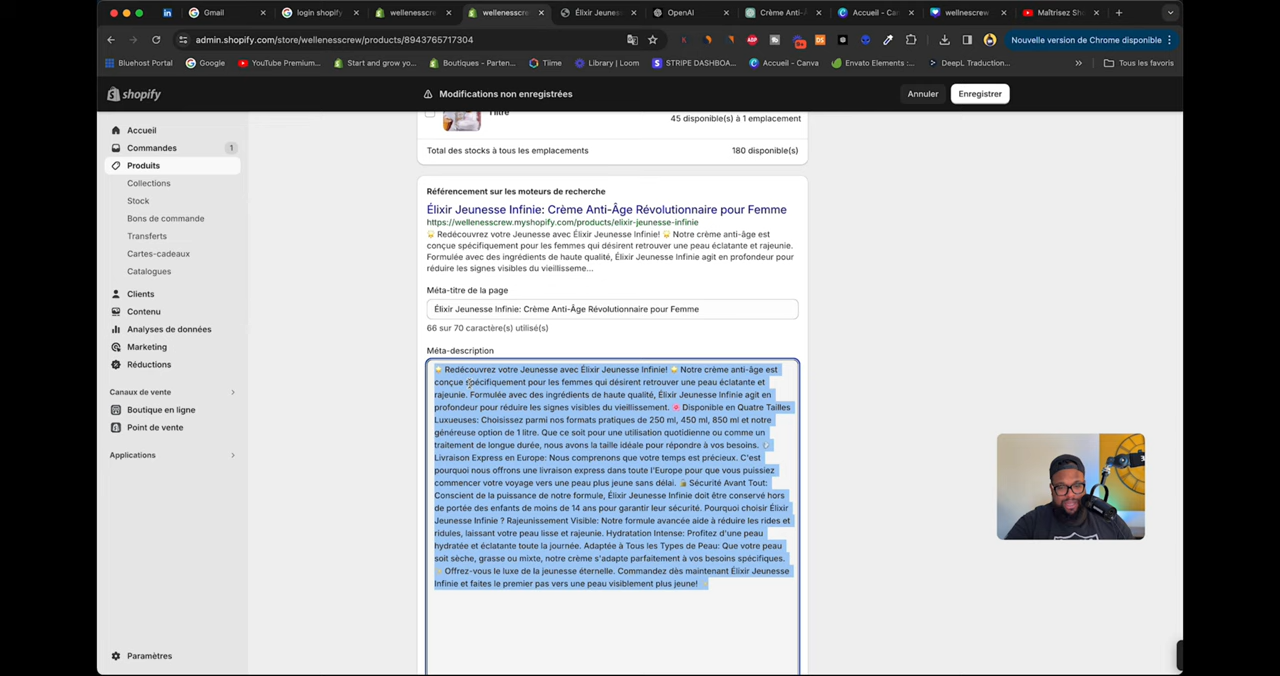 Gmail
login shopify
wellenesscre
wellenesscr
Élixir Jeunes
OpenAI
Crème Anti-
Accueil - Ca
wellnescrew
Maîtrisez Sh
admin.shopify.com/store/wellenesscrew/products/8943765717304
Nouvelle version de Chrome disponible
Bluehost Portal
Google
YouTube Premium...
Start and grow yo...
Boutiques - Parten...
Tiime
Library | Loom
STRIPE DASHBOA...
Accueil - Canva
Envato Elements :...
DeepL Traduction...
Tous les favoris
shopify
Modifications non enregistrées
Annuler
Enregistrer
Accueil
Commandes 1
Produits
Collections
Stock
Bons de commande
Transferts
Cartes-cadeaux
Catalogues
Clients
Contenu
Analyses de données
Marketing
Réductions
Canaux de vente
Boutique en ligne
Point de vente
Applications
Paramètres
45 disponible(s) à 1 emplacement
Total des stocks à tous les emplacements 180 disponible(s)
Référencement sur les moteurs de recherche
Élixir Jeunesse Infinie: Crème Anti-Âge Révolutionnaire pour Femme
https://wellenesscrew.myshopify.com/products/elixir-jeunesse-infinie
🌟 Redécouvrez votre Jeunesse avec Élixir Jeunesse Infinie! 🌟 Notre crème anti-âge est
conçue spécifiquement pour les femmes qui désirent retrouver une peau éclatante et rajeunie.
Formulée avec des ingrédients de haute qualité, Élixir Jeunesse Infinie agit en profondeur pour
réduire les signes visibles du vieillisseme...
Méta-titre de la page
Élixir Jeunesse Infinie: Crème Anti-Âge Révolutionnaire pour Femme
66 sur 70 caractère(s) utilisé(s)
Méta-description
🌟 Redécouvrez votre Jeunesse avec Élixir Jeunesse Infinie! 🌟 Notre crème anti-âge est
conçue spécifiquement pour les femmes qui désirent retrouver une peau éclatante et
rajeunie. Formulée avec des ingrédients de haute qualité, Élixir Jeunesse Infinie agit en
profondeur pour réduire les signes visibles du vieillissement. 🌸 Disponible en Quatre Tailles
Luxueuses: Choisissez parmi nos formats pratiques de 250 ml, 450 ml, 850 ml et notre
généreuse option de 1 litre. Que ce soit pour une utilisation quotidienne ou comme un
traitement de longue durée, nous avons la taille idéale pour répondre à vos besoins.
Livraison Express en Europe: Nous comprenons que votre temps est précieux. C'est
pourquoi nous offrons une livraison express dans toute l'Europe pour que vous puissiez
commencer votre voyage vers une peau plus jeune sans délai. 🔒 Sécurité Avant Tout:
Conscient de la puissance de notre formule, Élixir Jeunesse Infinie doit être conservé hors
de portée des enfants de moins de 14 ans pour garantir leur sécurité. Pourquoi choisir Élixir
Jeunesse Infinie ? Rajeunissement Visible: Notre formule avancée aide à réduire les rides et
ridules, laissant votre peau lisse et rajeunie. Hydratation Intense: Profitez d'une peau
hydratée et éclatante toute la journée. Adaptée à Tous les Types de Peau: Que votre peau
soit sèche, grasse ou mixte, notre crème s'adapte parfaitement à vos besoins spécifiques.
Offrez-vous le luxe de la jeunesse éternelle. Commandez dès maintenant Élixir Jeunesse
Infinie et faites le premier pas vers une peau visiblement plus jeune!